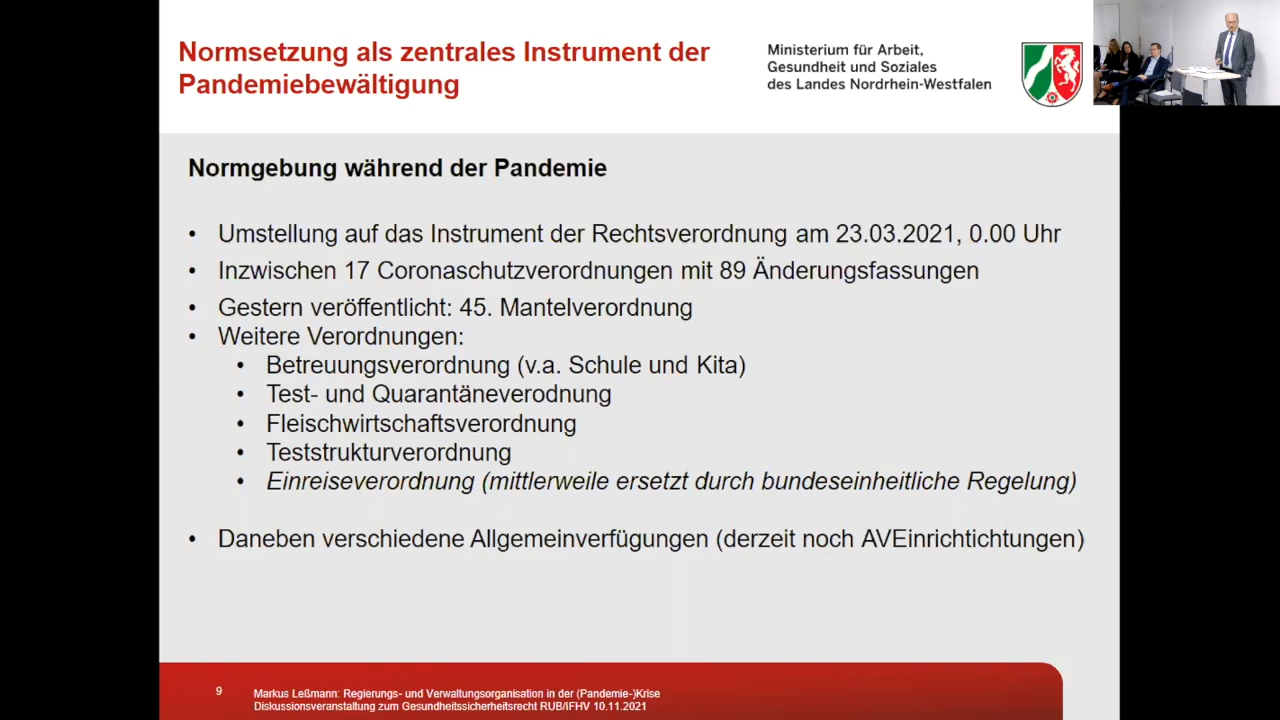 Normsetzung als zentrales Instrument der
Pandemiebewältigung
Ministerium für Arbeit,
Gesundheit und Soziales
des Landes Nordrhein-Westfalen
Normgebung während der Pandemie
• Umstellung auf das Instrument der Rechtsverordnung am 23.03.2021, 0.00 Uhr
• Inzwischen 17 Coronaschutzverordnungen mit 89 Änderungsfassungen
• Gestern veröffentlicht: 45. Mantelverordnung
• Weitere Verordnungen:
• Betreuungsverordnung (v.a. Schule und Kita)
• Test- und Quarantäneverodnung
• Fleischwirtschaftsverordnung
• Teststrukturverordnung
• Einreiseverordnung (mittlerweile ersetzt durch bundeseinheitliche Regelung)
• Daneben verschiedene Allgemeinverfügungen (derzeit noch AVEinrichtichtungen)
9
Markus Leßmann: Regierungs- und Verwaltungsorganisation in der (Pandemie-)Krise
Diskussionsveranstaltung zum Gesundheitssicherheitsrecht RUB/IFHV 10.11.2021